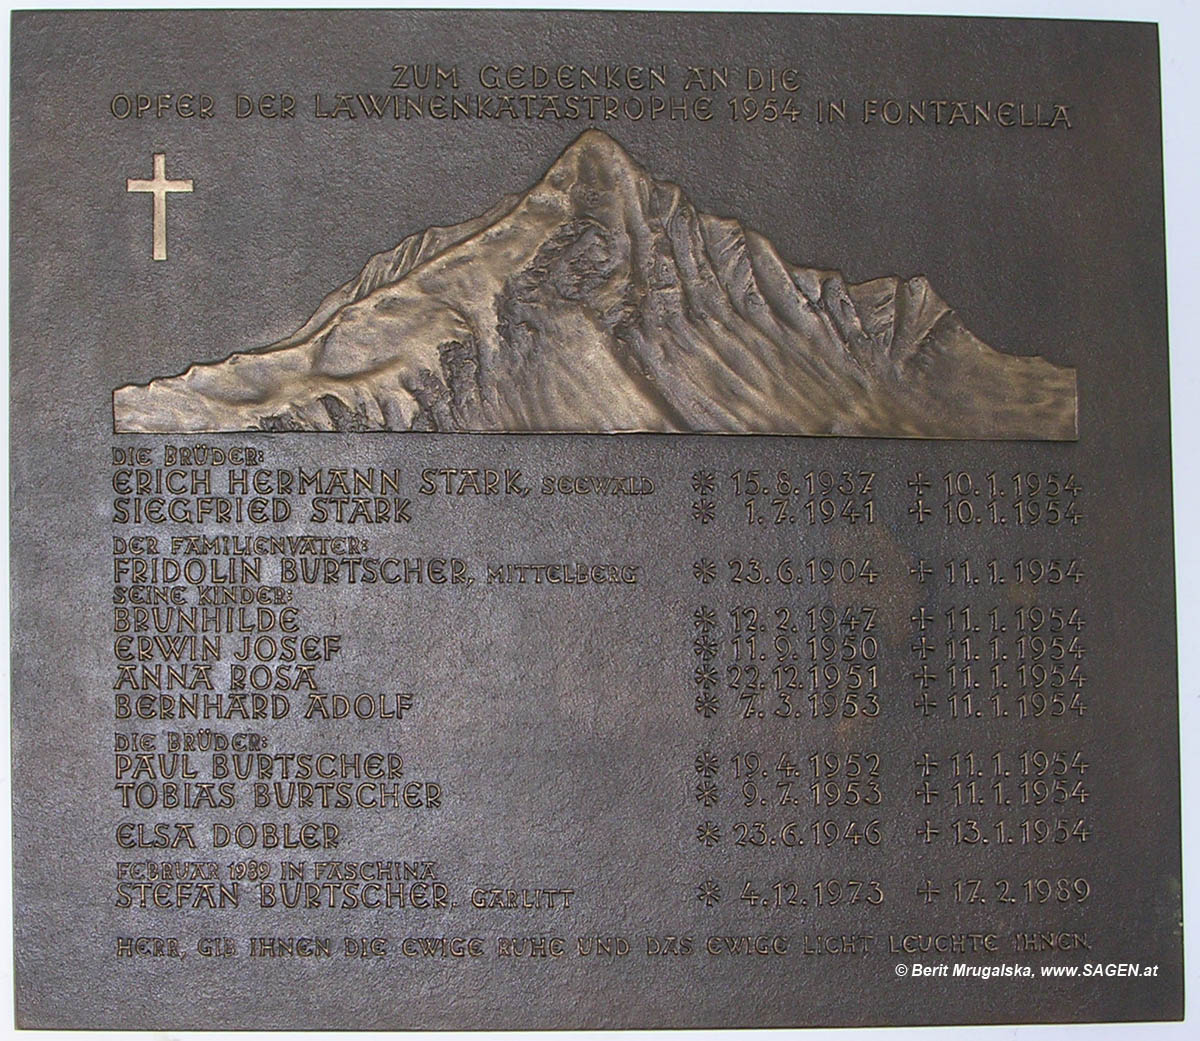 ZUM GEDENKEN AN DIE
OPFER DER LAWINENKATASTROPHE 1954 IN FONTANELLA
DIE BRÜDER:
ERICH HERMANN STARK, SEEWALD * 15.8.1937 + 10.1.1954
SIEGFRIED STARK * 1.7.1941 + 10.1.1954
DER FAMILIENVATER:
FRIDOLIN BURTSCHER, MITTELBERG * 23.6.1904 + 11.1.1954
SEINE KINDER:
BRUNHILDE * 12.2.1947 + 11.1.1954
ERWIN JOSEF * 11.9.1950 + 11.1.1954
ANNA ROSA * 22.12.1951 + 11.1.1954
BERNHARD ADOLF * 7.3.1953 + 11.1.1954
DIE BRÜDER:
PAUL BURTSCHER * 19.4.1952 + 11.1.1954
TOBIAS BURTSCHER * 9.7.1953 + 11.1.1954
ELSA DOBLER * 23.6.1946 + 13.1.1954
FEBRUAR 1989 IN FASCHINA
STEFAN BURTSCHER, GARLITT * 4.12.1973 + 17.2.1989
HERR, GIB IHNEN DIE EWIGE RUHE UND DAS EWIGE LICHT LEUCHTE IHNEN.
© Berit Mrugalska, www.SAGEN.at